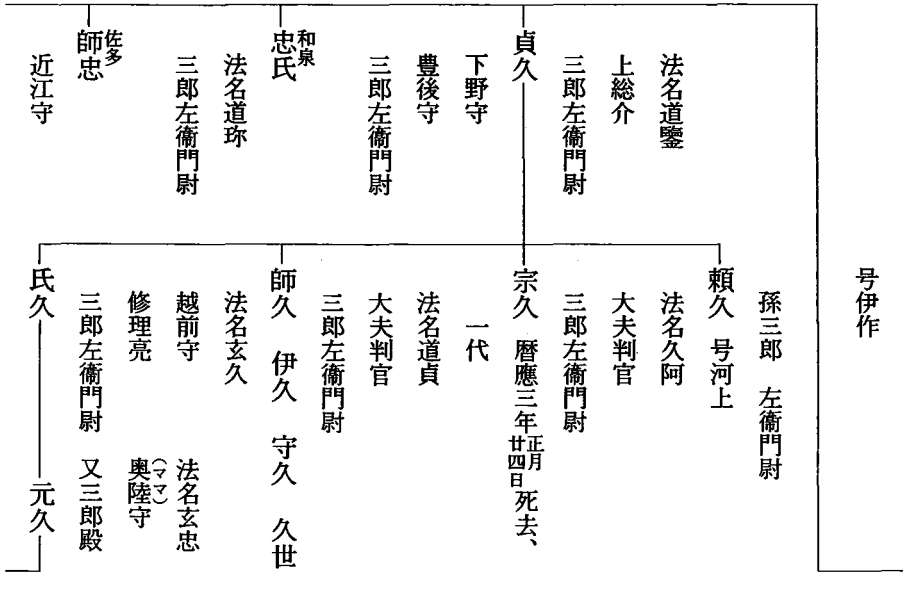 号伊作
法名道鑒
上総介
三郎左衞門尉
貞久
下野守
豊後守
三郎左衞門尉
和泉
忠氏
法名道珎
三郎左衞門尉
佐多
師忠
近江守
孫三郎　左衞門尉
頼久　号河上
法名久阿
大夫判官
三郎左衞門尉
宗久　暦應三年正月廿四日死去、
一代
法名道貞
大夫判官
三郎左衞門尉
師久　伊久　守久　久世
法名玄久
越前守　法名玄忠
修理亮　奥陸守
（ママ）
三郎左衞門尉　又三郎殿
氏久　元久